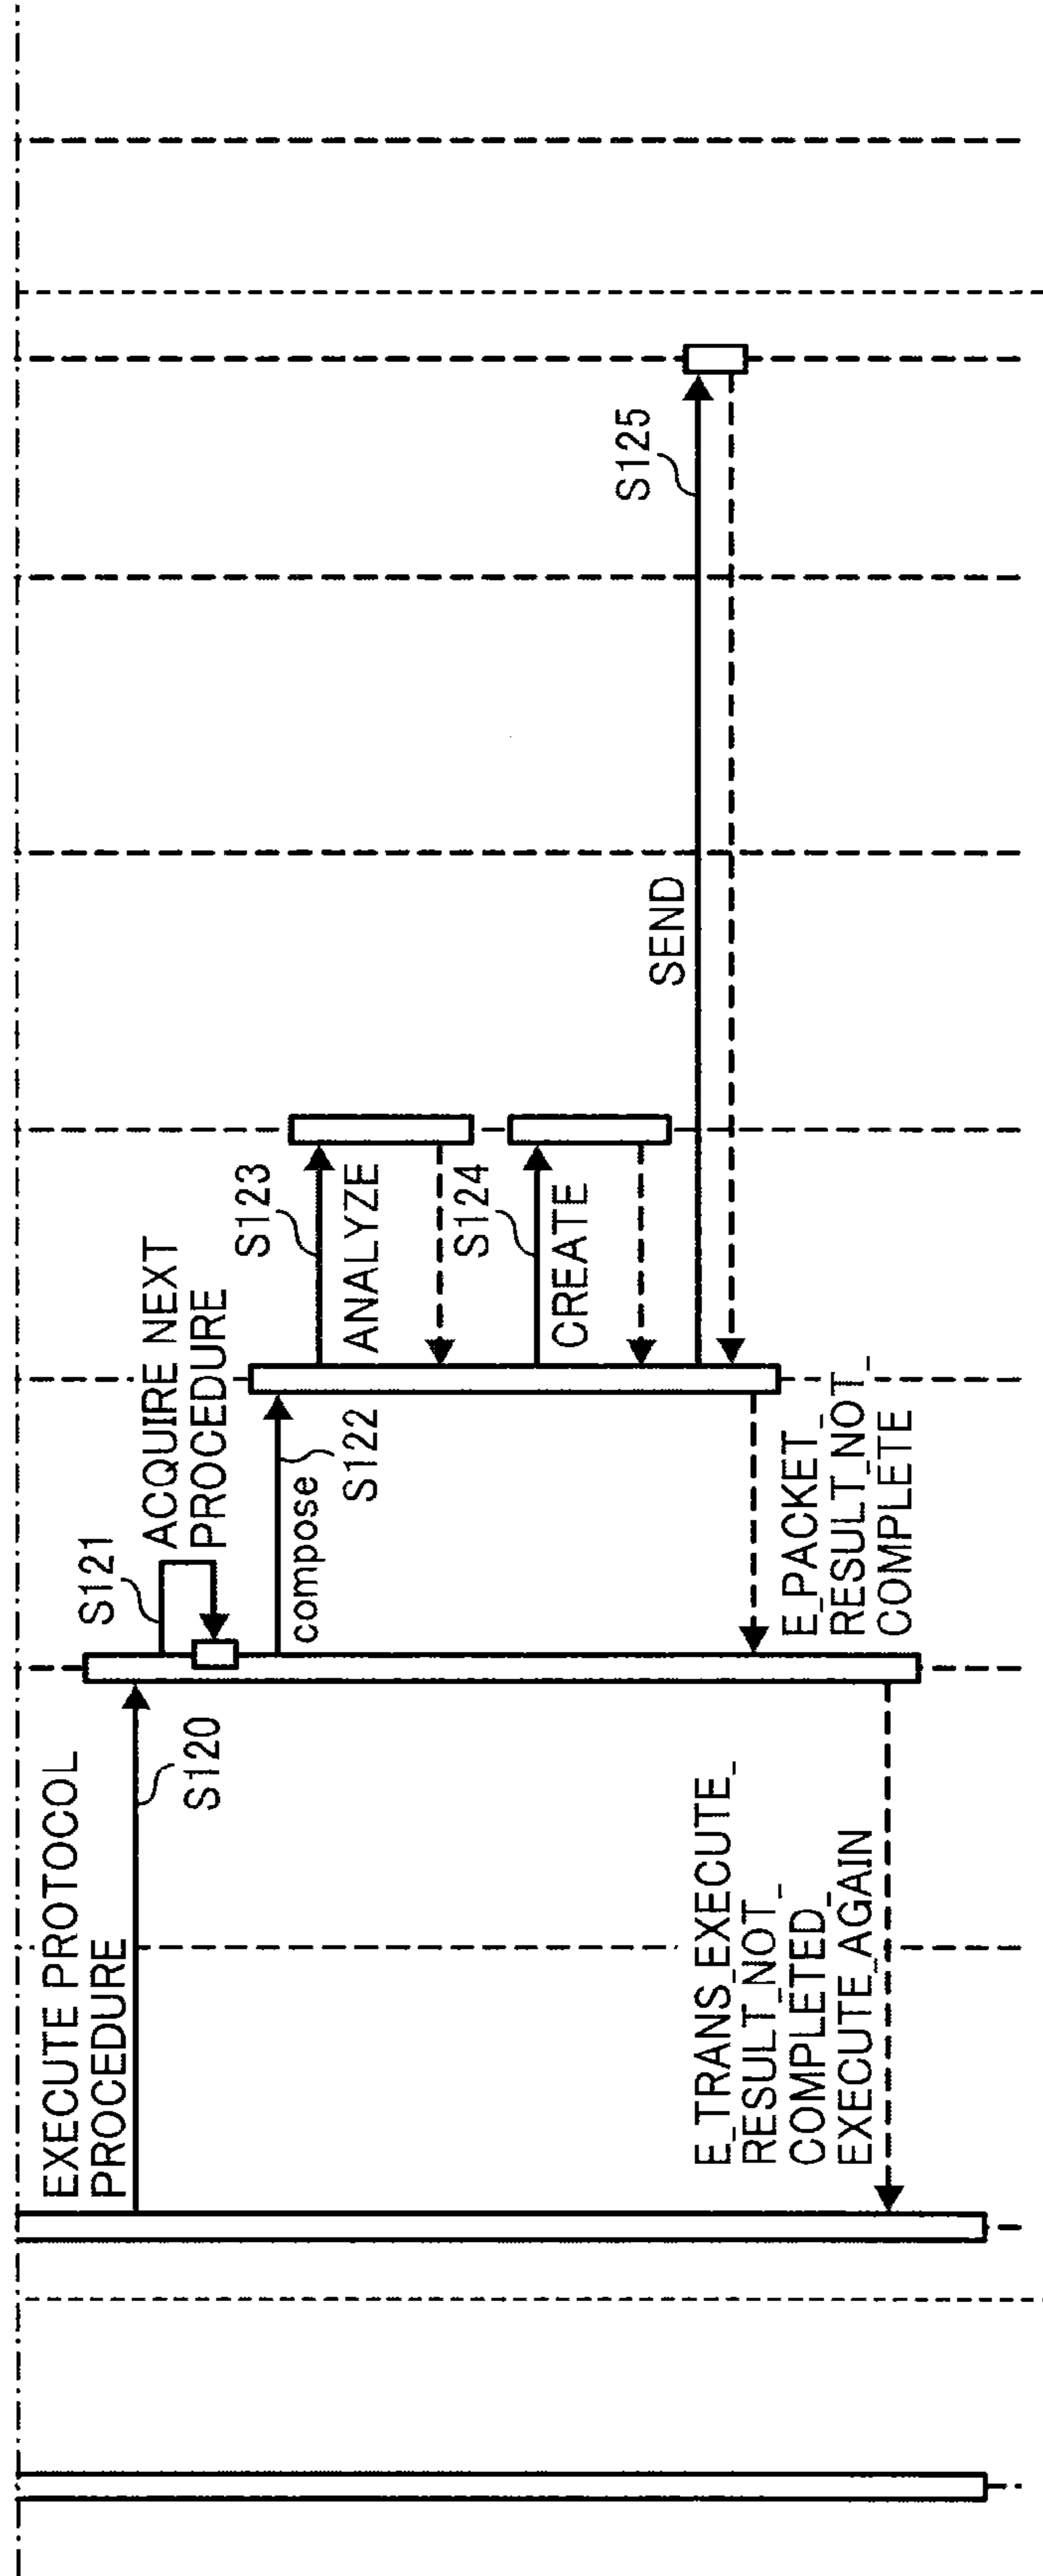 EXECUTE PROTOCOL
PROCEDURE
S120
S121
ACQUIRE NEXT
PROCEDURE
compose
S122
S123
ANALYZE
S124
CREATE
SEND
S125
E_PACKET_
RESULT_NOT_
COMPLETE
E_TRANS_EXECUTE_
RESULT_NOT_
COMPLETED_
EXECUTE_AGAIN